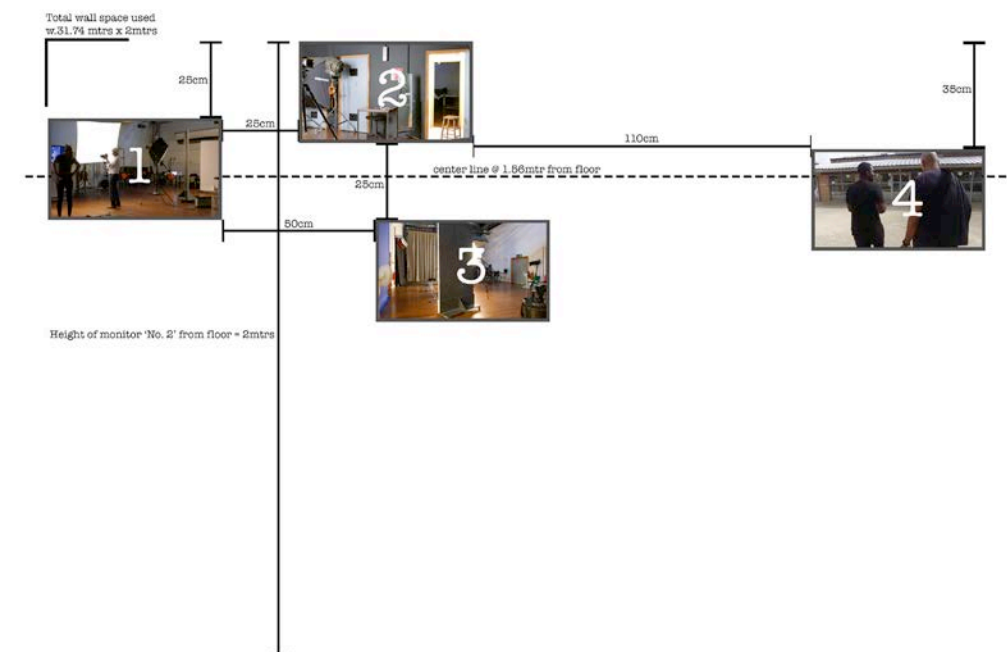 Total wall space used
w.31.74 mtrs x 2mtrs
25cm
35cm
25cm
2
110cm
1
center line @ 1.56mtr from floor
25cm
4
50cm
3
Height of monitor ‘No. 2’ from floor = 2mtrs